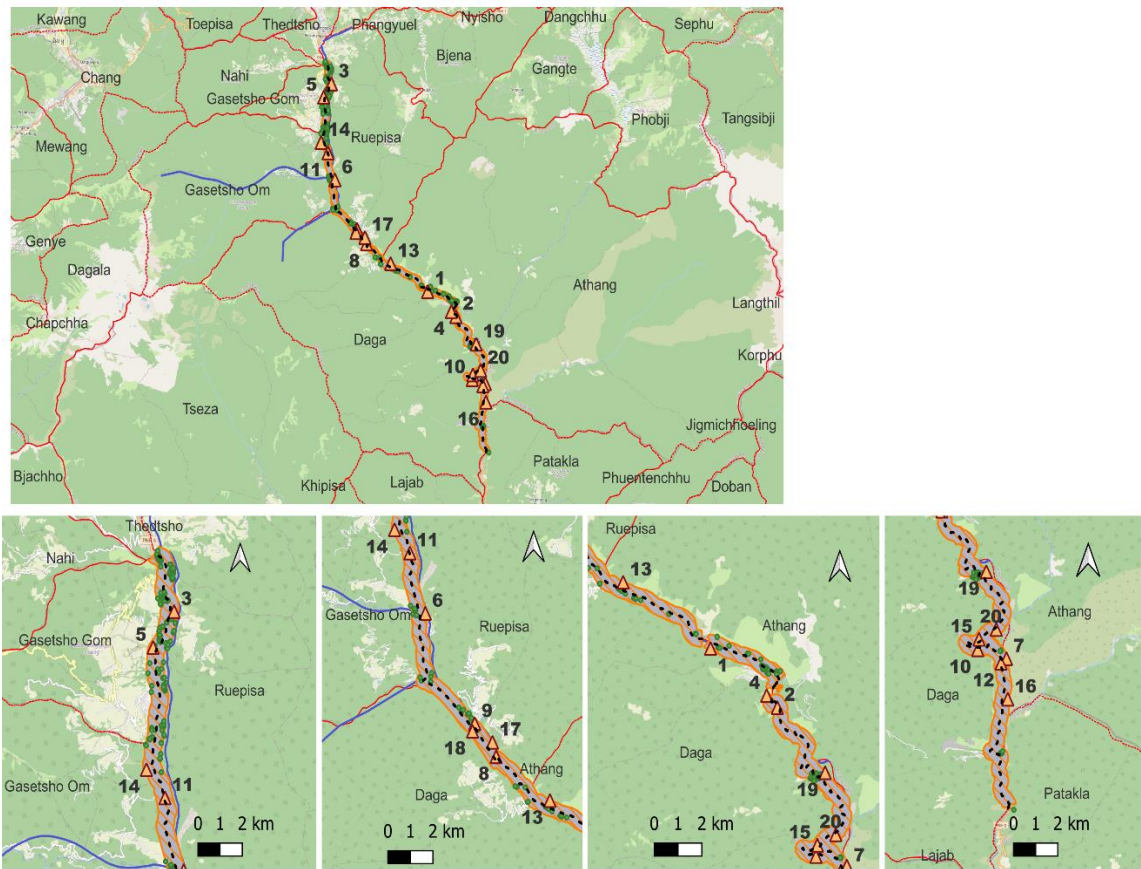 Kawang Toepisa Thedtsho Phangyuel Nyisho Dangchhu Sephu
Bjena
Chang Nahi 3 Gangte
5 Gasetsho Gom
Phobji Tangsibji
Mewang 14 Ruepisa
11 6
Gasetsho Om
17
Genye 8 13
Dagala Athang
1
2 Langthil
Chapchha 4
Daga 19
20 Korphu
10
Tseza
16 Jigmichhoeling
Bjachho Khipisa Lajab Patakla Phuentenchhu Doban
Thedtsho
Nahi
3
Gasetsho Gom 5
Ruepisa
Gasetsho Om 14 11
0 1 2 km
14 11
6
Gasetsho Om Ruepisa
9
18 17
8 Athang
Daga 13
0 1 2 km
Ruepisa
13
Athang
1
4 2
Daga
19
20
15
7
0 1 2 km
19
Athang
20
15
7
10
12
Daga 16
Patakla
0 1 2 km
Lajab